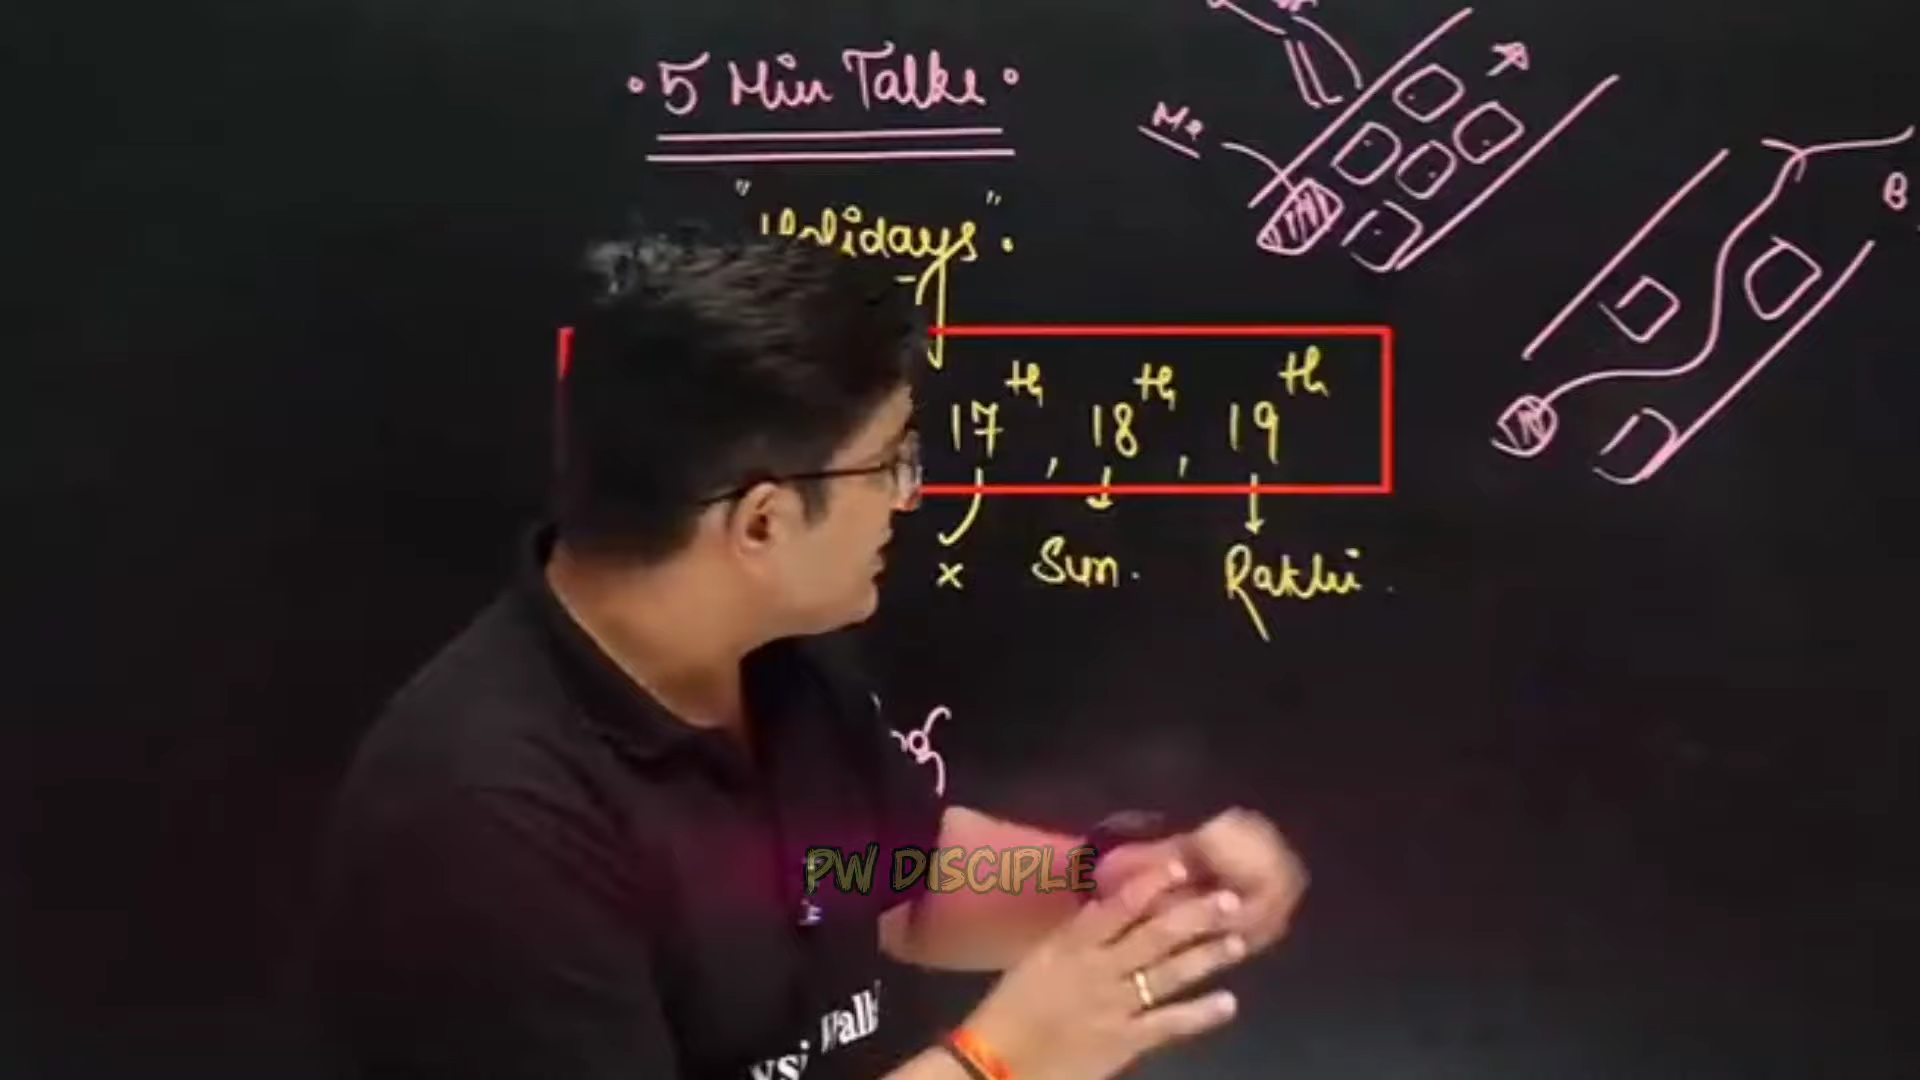 • 5 Min Talks •
" Holidays. "
17th, 18th, 19th
x Sun. Rakhi.
Me
B
PW DISCIPLE